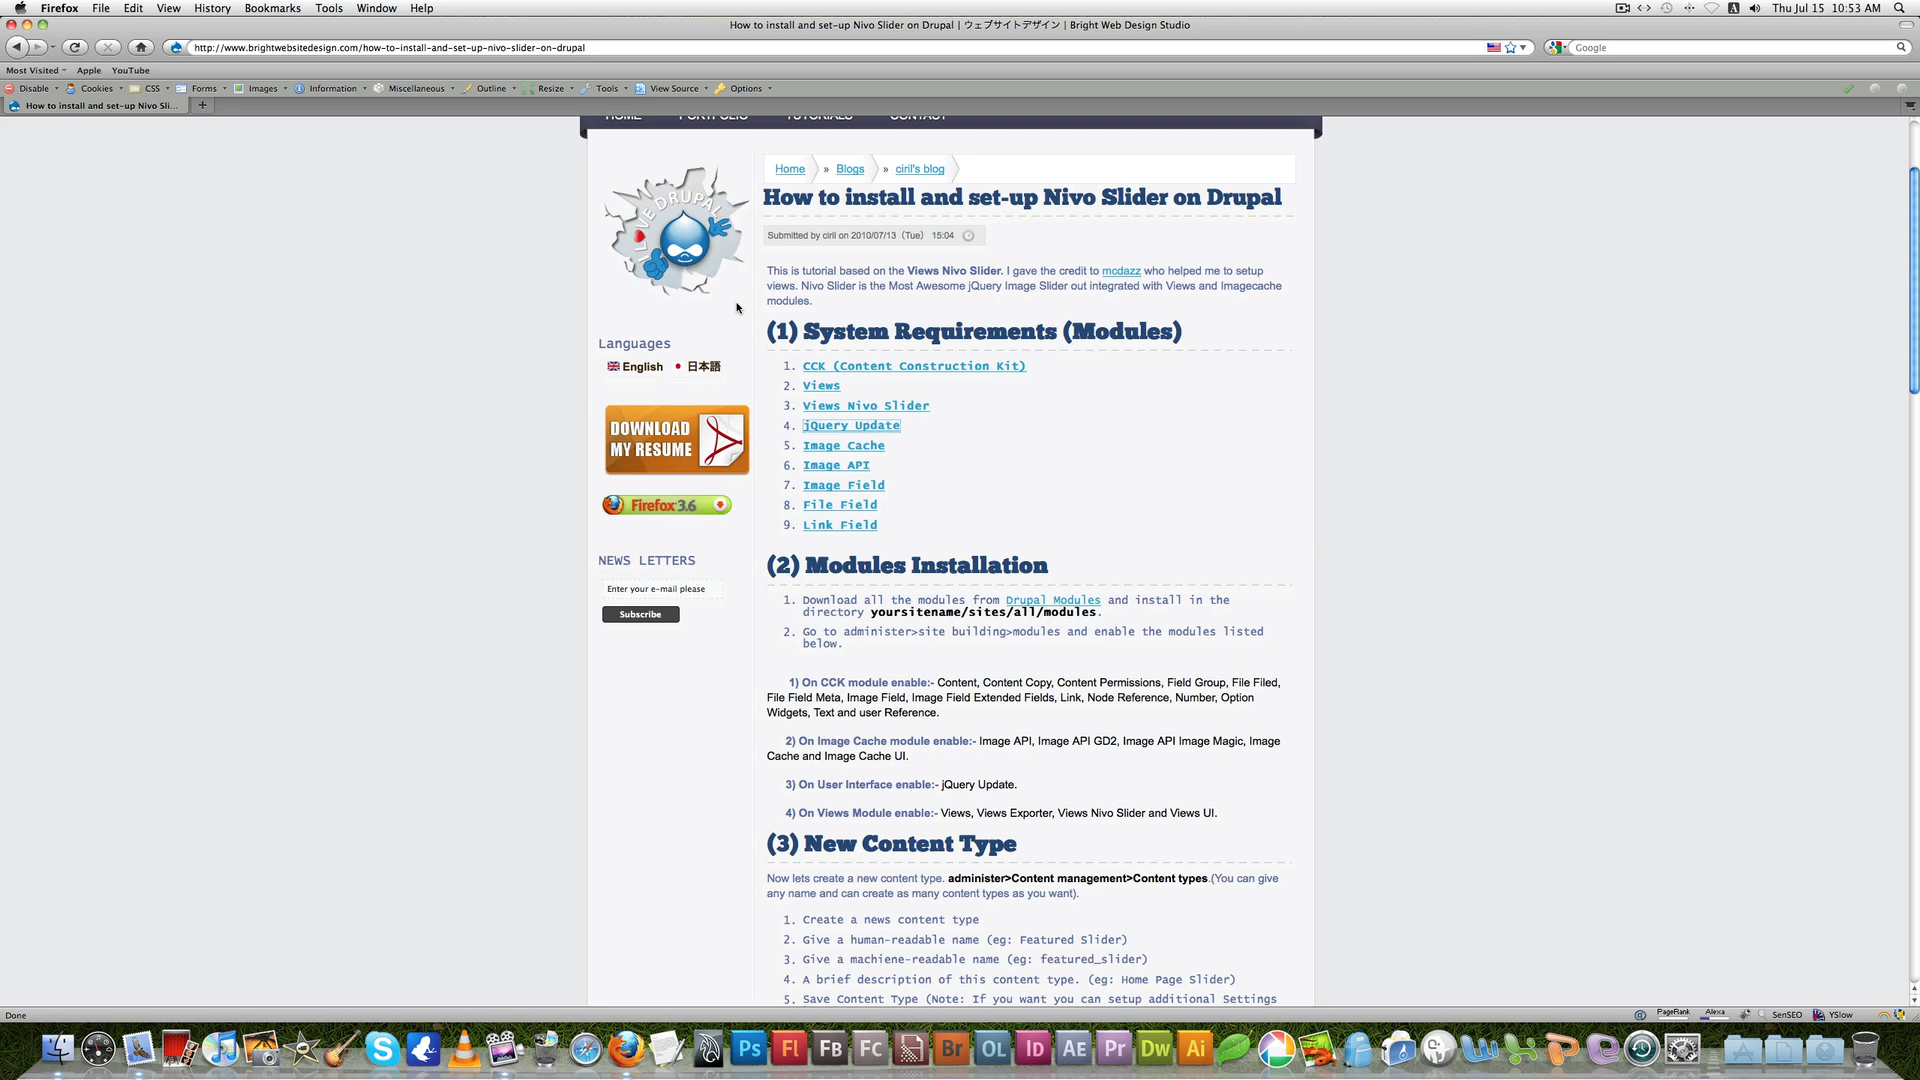 Firefox File Edit View History Bookmarks Tools Window Help
Thu Jul 15 10:53 AM
How to install and set-up Nivo Slider on Drupal | ウェブサイトデザイン | Bright Web Design Studio
http://www.brightwebsitedesign.com/how-to-install-and-set-up-nivo-slider-on-drupal
Google
Most Visited Apple YouTube
Disable Cookies CSS Forms Images Information Miscellaneous Outline Resize Tools View Source Options
How to install and set-up Nivo Sli...
HOME PORTFOLIO TUTORIALS CONTACT
I LOVE DRUPAL
Home » Blogs » ciril's blog
How to install and set-up Nivo Slider on Drupal
Submitted by ciril on 2010/07/13 (Tue) 15:04
This is tutorial based on the Views Nivo Slider. I gave the credit to mcdazz who helped me to setup
views. Nivo Slider is the Most Awesome jQuery Image Slider out integrated with Views and Imagecache
modules.
(1) System Requirements (Modules)
1. CCK (Content Construction Kit)
2. Views
3. Views Nivo Slider
4. jQuery Update
5. Image Cache
6. Image API
7. Image Field
8. File Field
9. Link Field
Languages
English 日本語
DOWNLOAD
MY RESUME
Firefox 3.6
NEWS LETTERS
Enter your e-mail please
Subscribe
(2) Modules Installation
1. Download all the modules from Drupal Modules and install in the
directory yoursitename/sites/all/modules.
2. Go to administer>site building>modules and enable the modules listed
below.
1) On CCK module enable:- Content, Content Copy, Content Permissions, Field Group, File Filed,
File Field Meta, Image Field, Image Field Extended Fields, Link, Node Reference, Number, Option
Widgets, Text and user Reference.
2) On Image Cache module enable:- Image API, Image API GD2, Image API Image Magic, Image
Cache and Image Cache UI.
3) On User Interface enable:- jQuery Update.
4) On Views Module enable:- Views, Views Exporter, Views Nivo Slider and Views UI.
(3) New Content Type
Now lets create a new content type. administer>Content management>Content types.(You can give
any name and can create as many content types as you want).
1. Create a news content type
2. Give a human-readable name (eg: Featured Slider)
3. Give a machiene-readable name (eg: featured_slider)
4. A brief description of this content type. (eg: Home Page Slider)
5. Save Content Type (Note: If you want you can setup additional Settings
Done
PageRank Alexa SenSEO YSlow
Ps Fl FB FC Br OL Id AE Pr Dw Ai